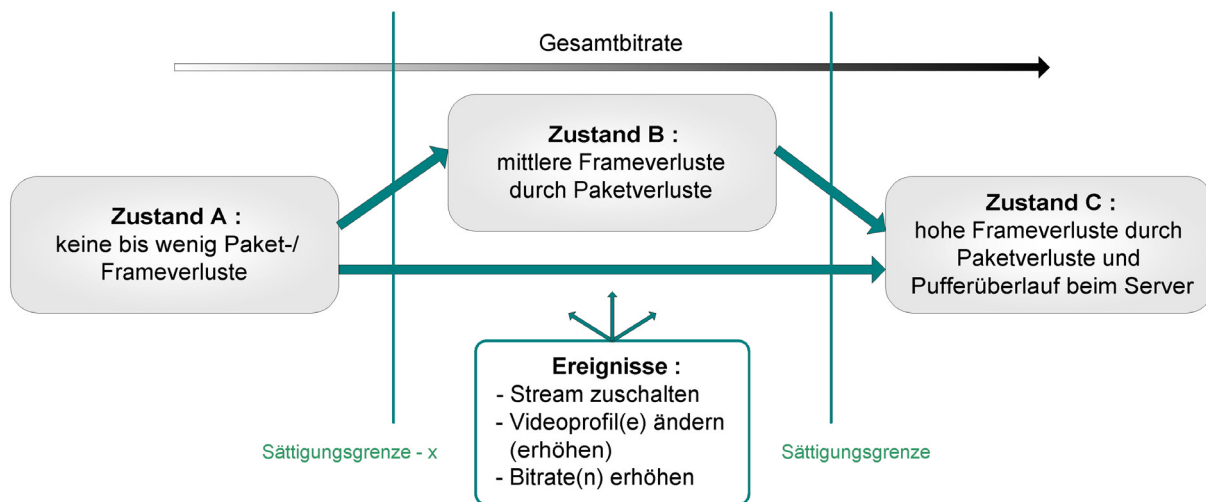 Gesamtbitrate
Zustand B :
mittlere Frameverluste
durch Paketverluste
Zustand A :
keine bis wenig Paket-/
Frameverluste
Zustand C :
hohe Frameverluste durch
Paketverluste und
Pufferüberlauf beim Server
Ereignisse :
- Stream zuschalten
- Videoprofil(e) ändern
(erhöhen)
- Bitrate(n) erhöhen
Sättigungsgrenze - x
Sättigungsgrenze